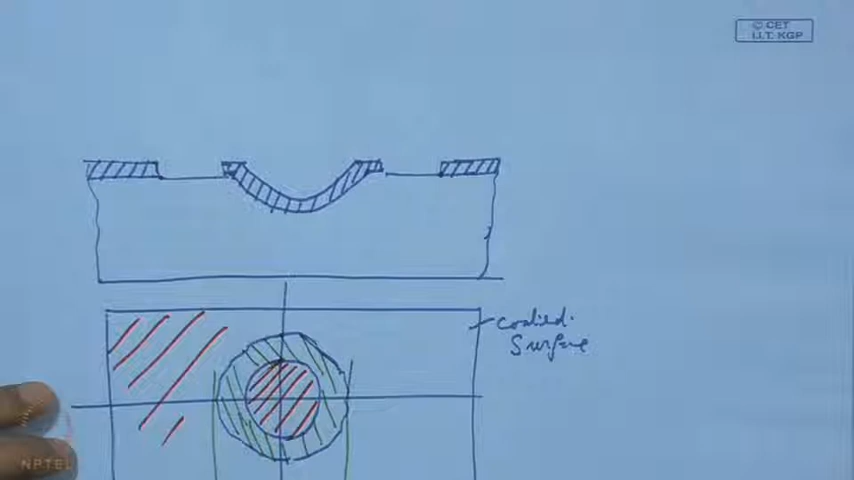 © CET
I.I.T. KGP
coated
Surface
NPTEL